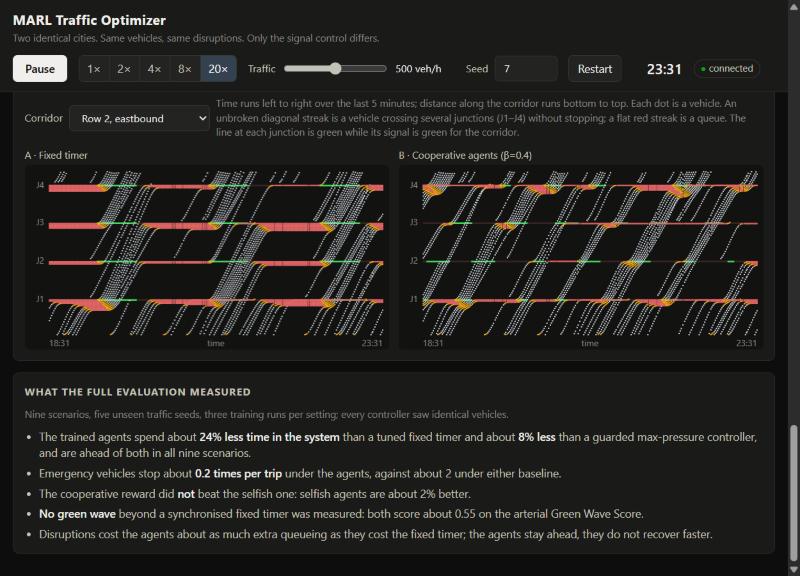 MARL Traffic Optimizer
Two identical cities. Same vehicles, same disruptions. Only the signal control differs.
Pause 1× 2× 4× 8× 20× Traffic 500 veh/h Seed 7 Restart 23:31 connected
Time runs left to right over the last 5 minutes; distance along the corridor runs bottom to top. Each dot is a vehicle. An
Corridor Row 2, eastbound unbroken diagonal streak is a vehicle crossing several junctions (J1–J4) without stopping; a flat red streak is a queue. The
line at each junction is green while its signal is green for the corridor.
A · Fixed timer
J4
J3
J2
J1
18:31 time 23:31
B · Cooperative agents (β=0.4)
J4
J3
J2
J1
18:31 time 23:31
WHAT THE FULL EVALUATION MEASURED
Nine scenarios, five unseen traffic seeds, three training runs per setting; every controller saw identical vehicles.
• The trained agents spend about 24% less time in the system than a tuned fixed timer and about 8% less than a guarded max-pressure controller,
and are ahead of both in all nine scenarios.
• Emergency vehicles stop about 0.2 times per trip under the agents, against about 2 under either baseline.
• The cooperative reward did not beat the selfish one: selfish agents are about 2% better.
• No green wave beyond a synchronised fixed timer was measured: both score about 0.55 on the arterial Green Wave Score.
• Disruptions cost the agents about as much extra queueing as they cost the fixed timer; the agents stay ahead, they do not recover faster.